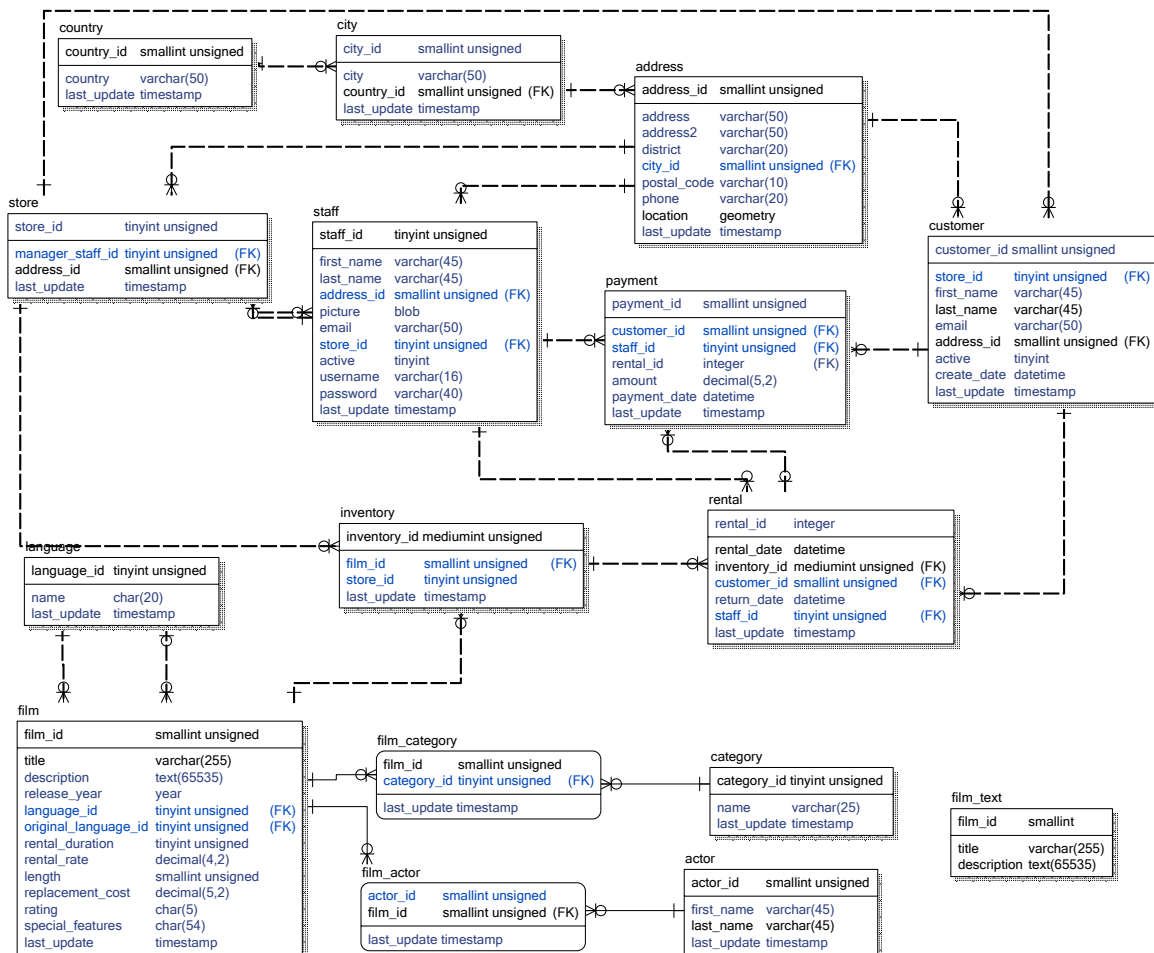 country
country_id smallint unsigned
country varchar(50)
last_update timestamp
city
city_id smallint unsigned
city varchar(50)
country_id smallint unsigned (FK)
last_update timestamp
address
address_id smallint unsigned
address varchar(50)
address2 varchar(50)
district varchar(20)
city_id smallint unsigned (FK)
postal_code varchar(10)
phone varchar(20)
location geometry
last_update timestamp
store
store_id tinyint unsigned
manager_staff_id tinyint unsigned (FK)
address_id smallint unsigned (FK)
last_update timestamp
staff
staff_id tinyint unsigned
first_name varchar(45)
last_name varchar(45)
address_id smallint unsigned (FK)
picture blob
email varchar(50)
store_id tinyint unsigned (FK)
active tinyint
username varchar(16)
password varchar(40)
last_update timestamp
payment
payment_id smallint unsigned
customer_id smallint unsigned (FK)
staff_id tinyint unsigned (FK)
rental_id integer (FK)
amount decimal(5,2)
payment_date datetime
last_update timestamp
customer
customer_id smallint unsigned
store_id tinyint unsigned (FK)
first_name varchar(45)
last_name varchar(45)
email varchar(50)
address_id smallint unsigned (FK)
active tinyint
create_date datetime
last_update timestamp
language
language_id tinyint unsigned
name char(20)
last_update timestamp
inventory
inventory_id mediumint unsigned
film_id smallint unsigned (FK)
store_id tinyint unsigned
last_update timestamp
rental
rental_id integer
rental_date datetime
inventory_id mediumint unsigned (FK)
customer_id smallint unsigned (FK)
return_date datetime
staff_id tinyint unsigned (FK)
last_update timestamp
film
film_id smallint unsigned
title varchar(255)
description text(65535)
release_year year
language_id tinyint unsigned (FK)
original_language_id tinyint unsigned (FK)
rental_duration tinyint unsigned
rental_rate decimal(4,2)
length smallint unsigned
replacement_cost decimal(5,2)
rating char(5)
special_features char(54)
last_update timestamp
film_category
film_id smallint unsigned
category_id tinyint unsigned (FK)
last_update timestamp
category
category_id tinyint unsigned
name varchar(25)
last_update timestamp
film_text
film_id smallint
title varchar(255)
description text(65535)
film_actor
actor_id smallint unsigned
film_id smallint unsigned (FK)
last_update timestamp
actor
actor_id smallint unsigned
first_name varchar(45)
last_name varchar(45)
last_update timestamp